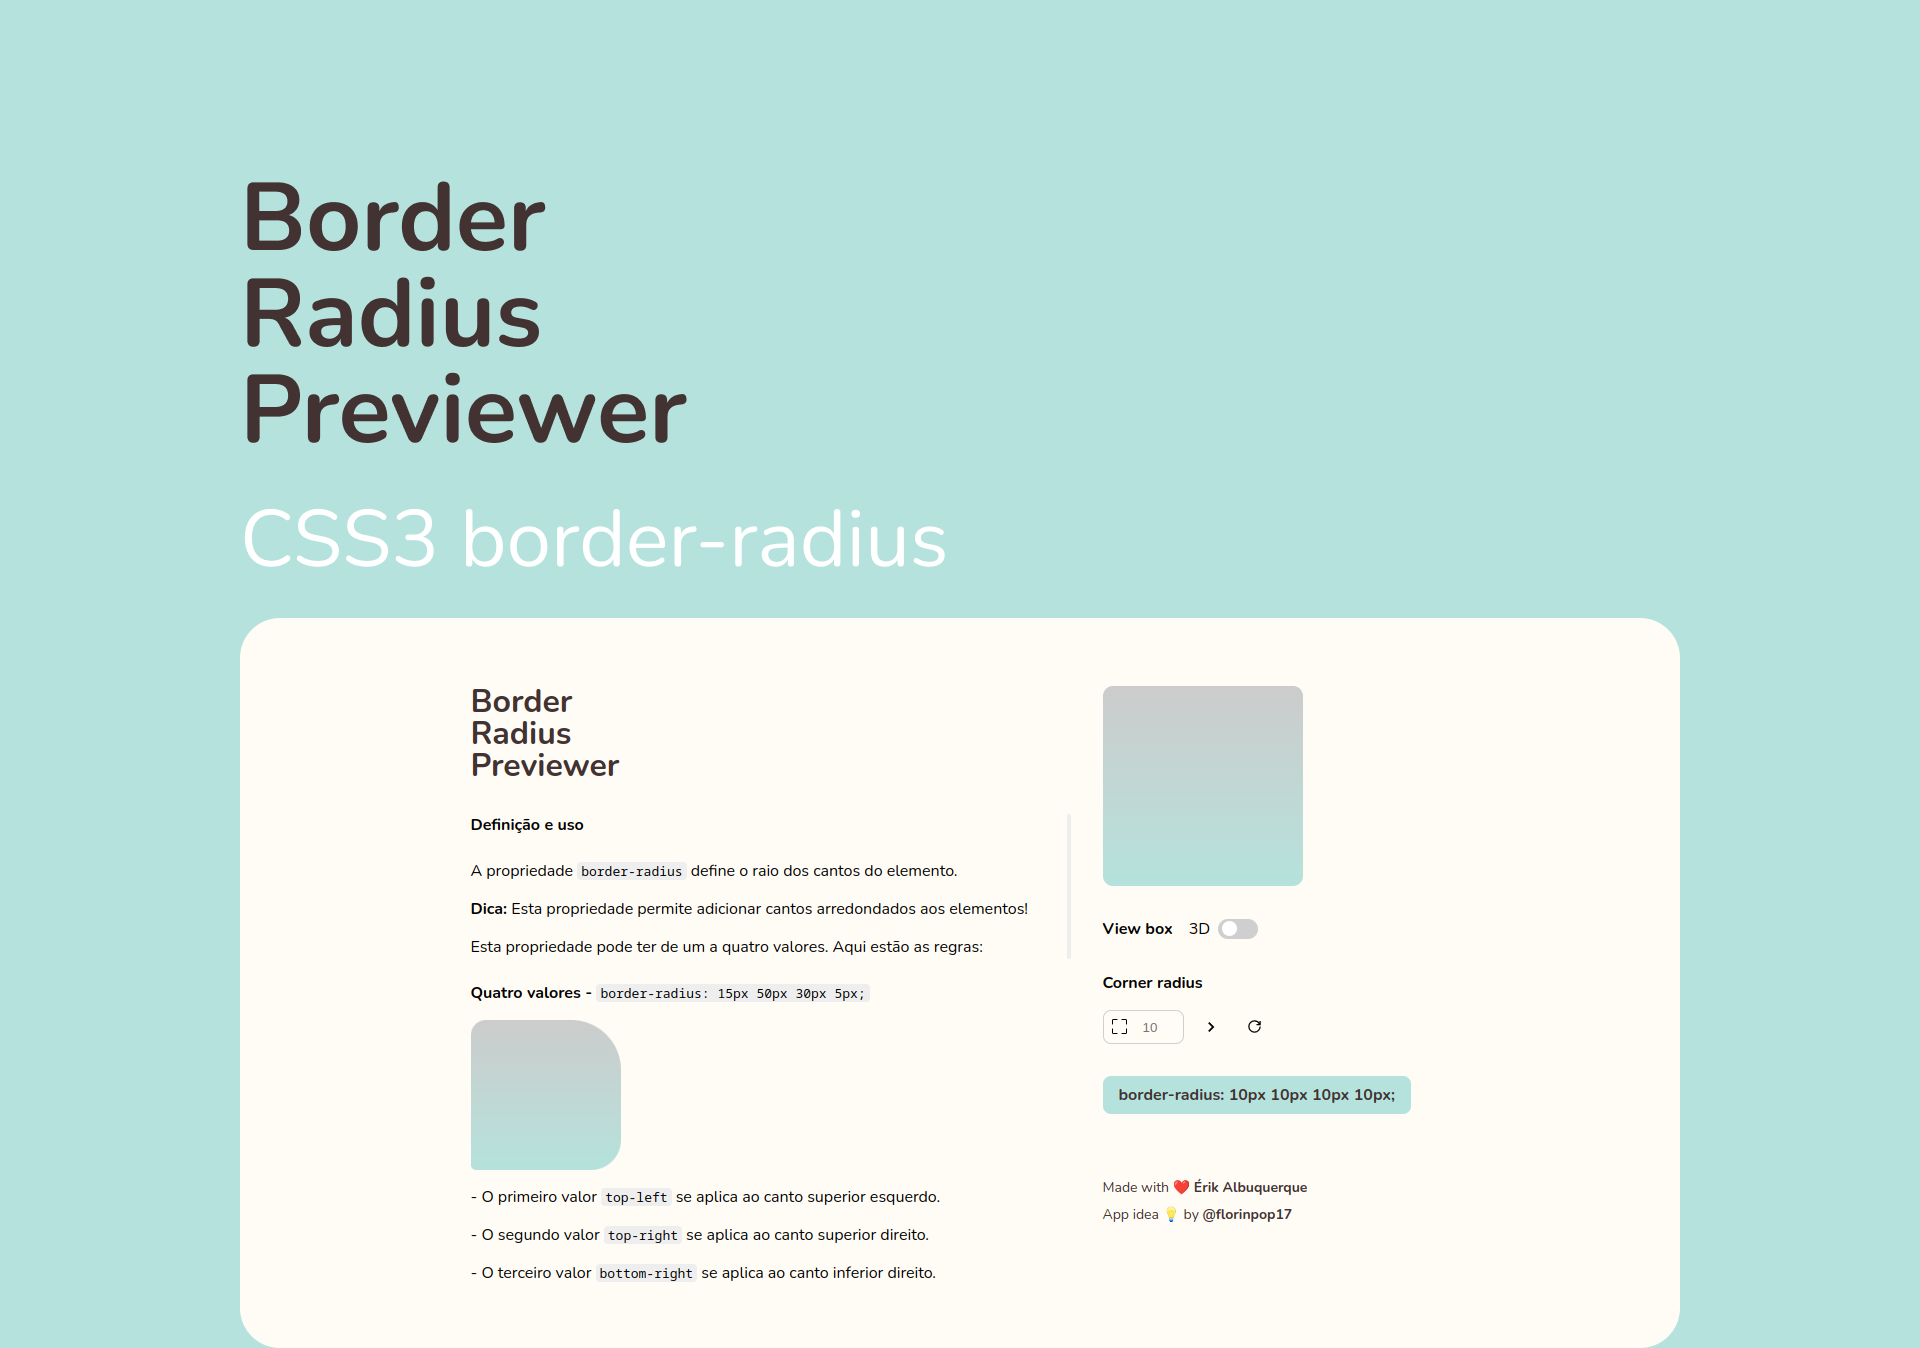 Border
Radius
Previewer
CSS3 border-radius
Border
Radius
Previewer
Definição e uso
A propriedade border-radius define o raio dos cantos do elemento.
Dica: Esta propriedade permite adicionar cantos arredondados aos elementos!
Esta propriedade pode ter de um a quatro valores. Aqui estão as regras:
Quatro valores - border-radius: 15px 50px 30px 5px;
- O primeiro valor top-left se aplica ao canto superior esquerdo.
- O segundo valor top-right se aplica ao canto superior direito.
- O terceiro valor bottom-right se aplica ao canto inferior direito.
View box 3D
Corner radius
10
border-radius: 10px 10px 10px 10px;
Made with ❤️ Érik Albuquerque
App idea 💡 by @florinpop17